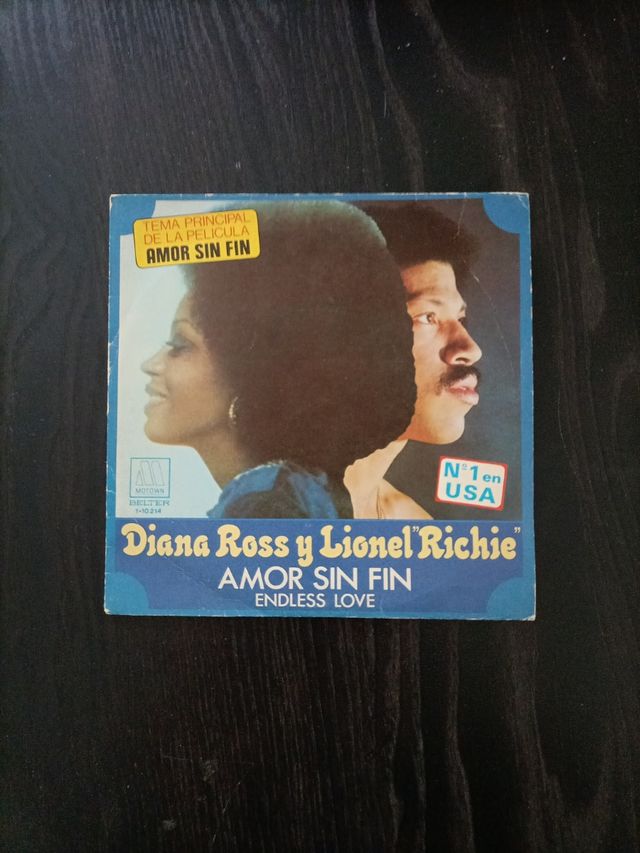 TEMA PRINCIPAL
DE LA PELICULA
AMOR SIN FIN
MOTOWN
BELTER
1-10.214
Nº1 en
USA
Diana Ross y Lionel "Richie"
AMOR SIN FIN
ENDLESS LOVE